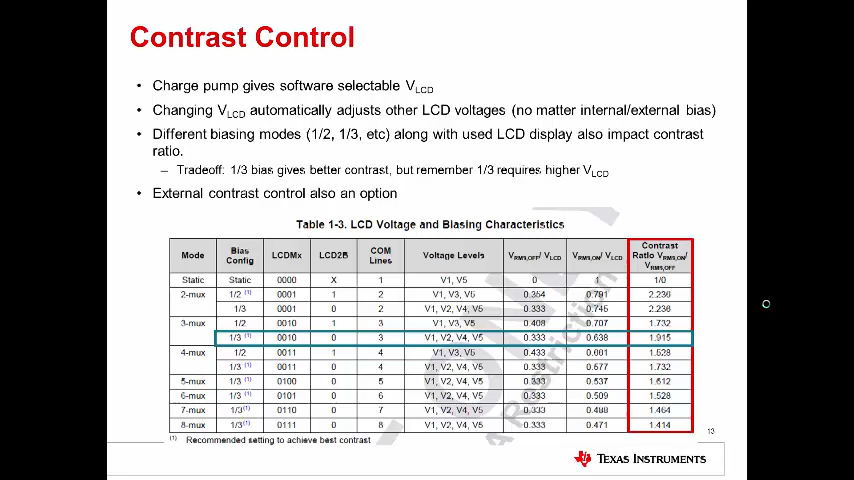 Contrast Control
• Charge pump gives software selectable VLCD
• Changing VLCD automatically adjusts other LCD voltages (no matter internal/external bias)
• Different biasing modes (1/2, 1/3, etc) along with used LCD display also impact contrast
ratio.
– Tradeoff: 1/3 bias gives better contrast, but remember 1/3 requires higher VLCD
• External contrast control also an option
Table 1-3. LCD Voltage and Biasing Characteristics
Mode Bias Config LCDMx LCD2B COM Lines Voltage Levels VRMS,OFF/ VLCD VRMS,ON/ VLCD Contrast Ratio VRMS,ON/ VRMS,OFF
Static Static 0000 X 1 V1, V5 0 1 1/0
2-mux 1/2 (1) 0001 1 2 V1, V3, V5 0.354 0.791 2.236
1/3 0001 0 2 V1, V2, V4, V5 0.333 0.745 2.236
3-mux 1/2 0010 1 3 V1, V3, V5 0.408 0.707 1.732
1/3 (1) 0010 0 3 V1, V2, V4, V5 0.333 0.638 1.915
4-mux 1/2 0011 1 4 V1, V3, V5 0.433 0.661 1.528
1/3 (1) 0011 0 4 V1, V2, V4, V5 0.333 0.577 1.732
5-mux 1/3 (1) 0100 0 5 V1, V2, V4, V5 0.333 0.537 1.612
6-mux 1/3 (1) 0101 0 6 V1, V2, V4, V5 0.333 0.509 1.528
7-mux 1/3(1) 0110 0 7 V1, V2, V4, V5 0.333 0.488 1.464
8-mux 1/3(1) 0111 0 8 V1, V2, V4, V5 0.333 0.471 1.414
(1) Recommended setting to achieve best contrast
13
TEXAS INSTRUMENTS